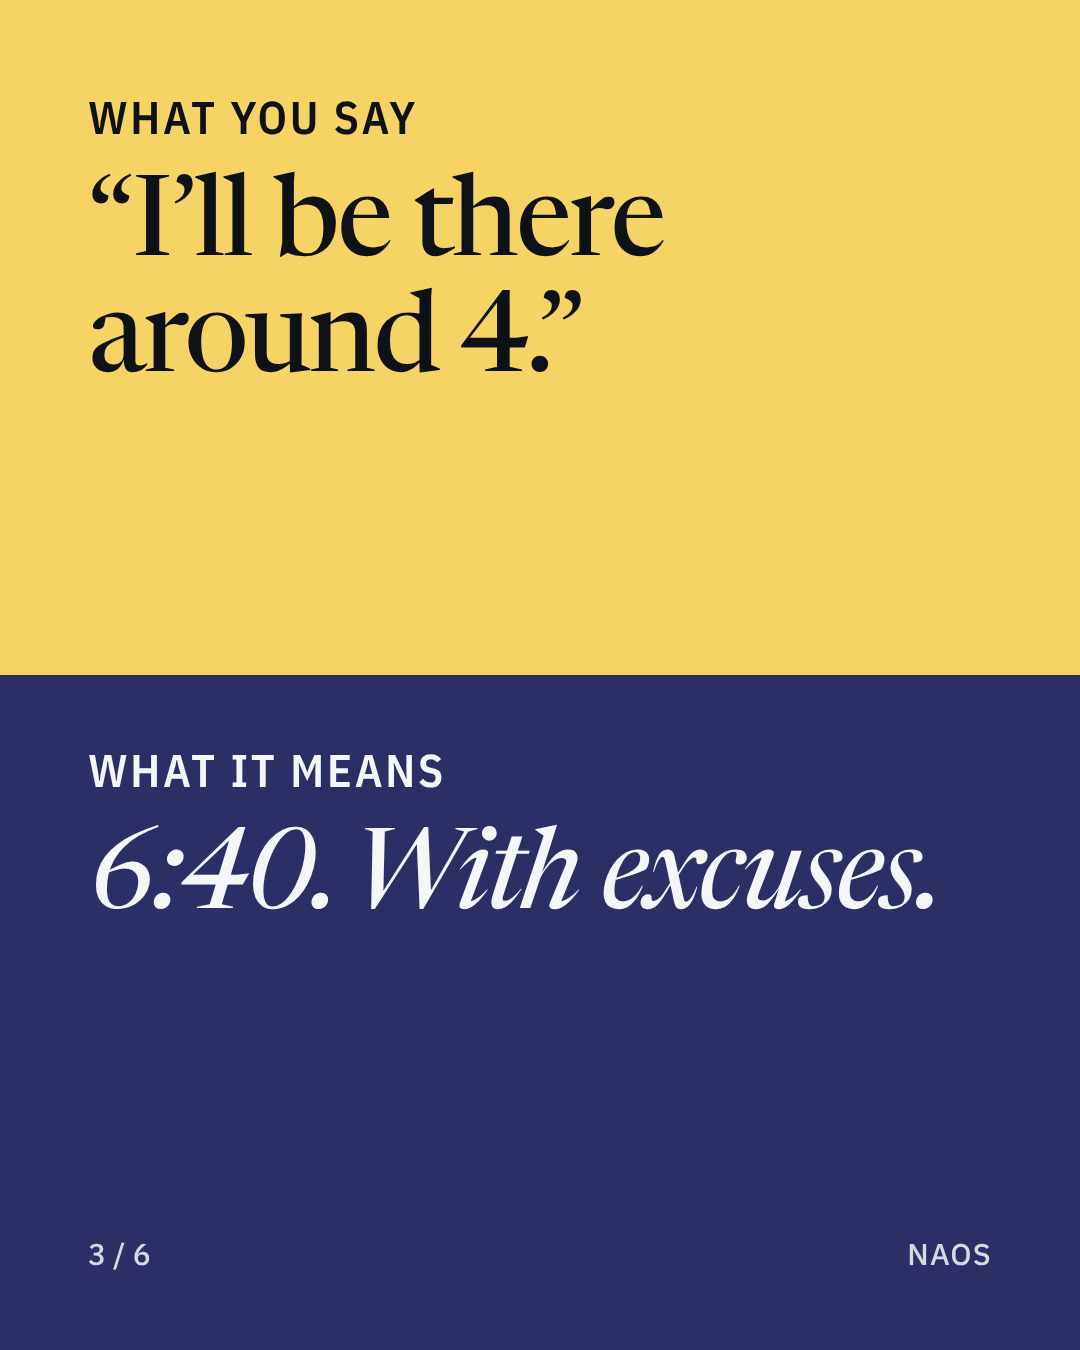 WHAT YOU SAY
“I’ll be there
around 4.”
WHAT IT MEANS
6:40. With excuses.
3 / 6
NAOS